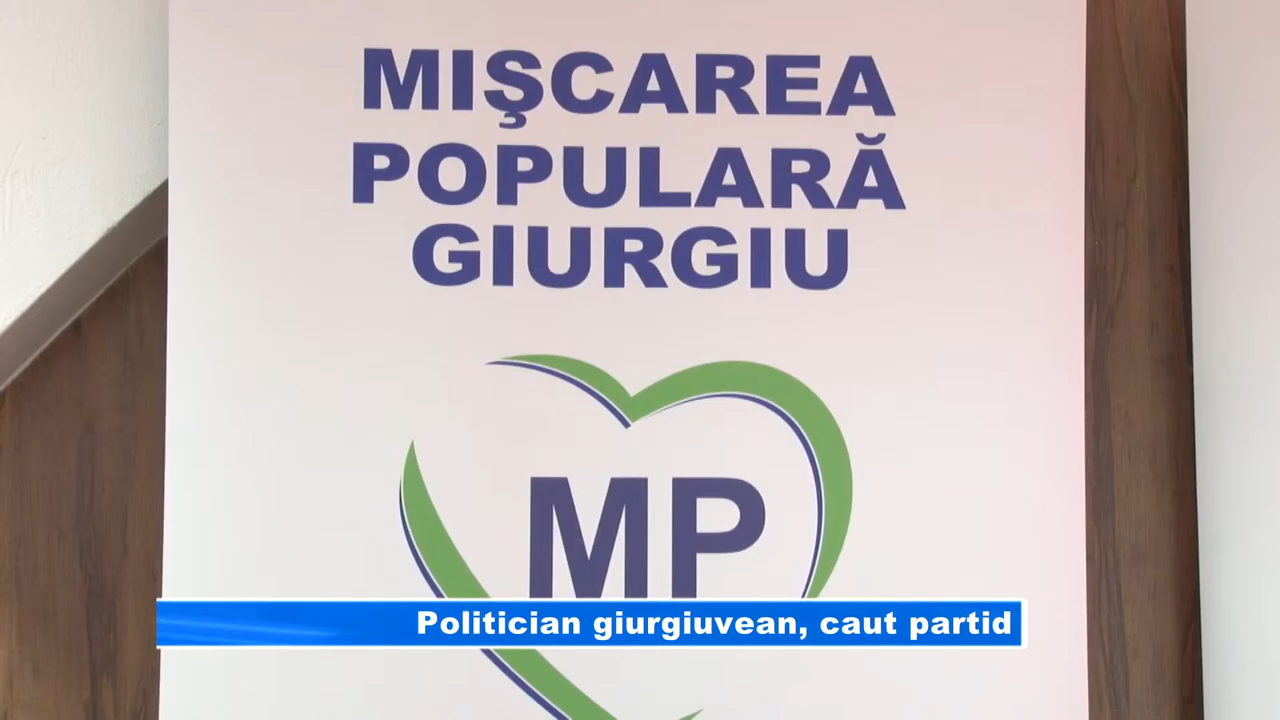 MIŞCAREA
POPULARĂ
GIURGIU
MP
Politician giurgiuvean, caut partid